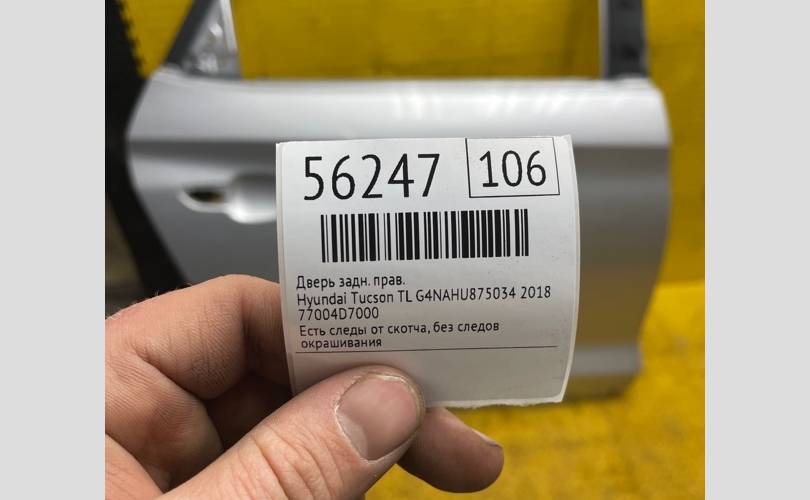 56247 106
Дверь задн. прав.
Hyundai Tucson TL G4NAHU875034 2018
77004D7000
Есть следы от скотча, без следов
окрашивания